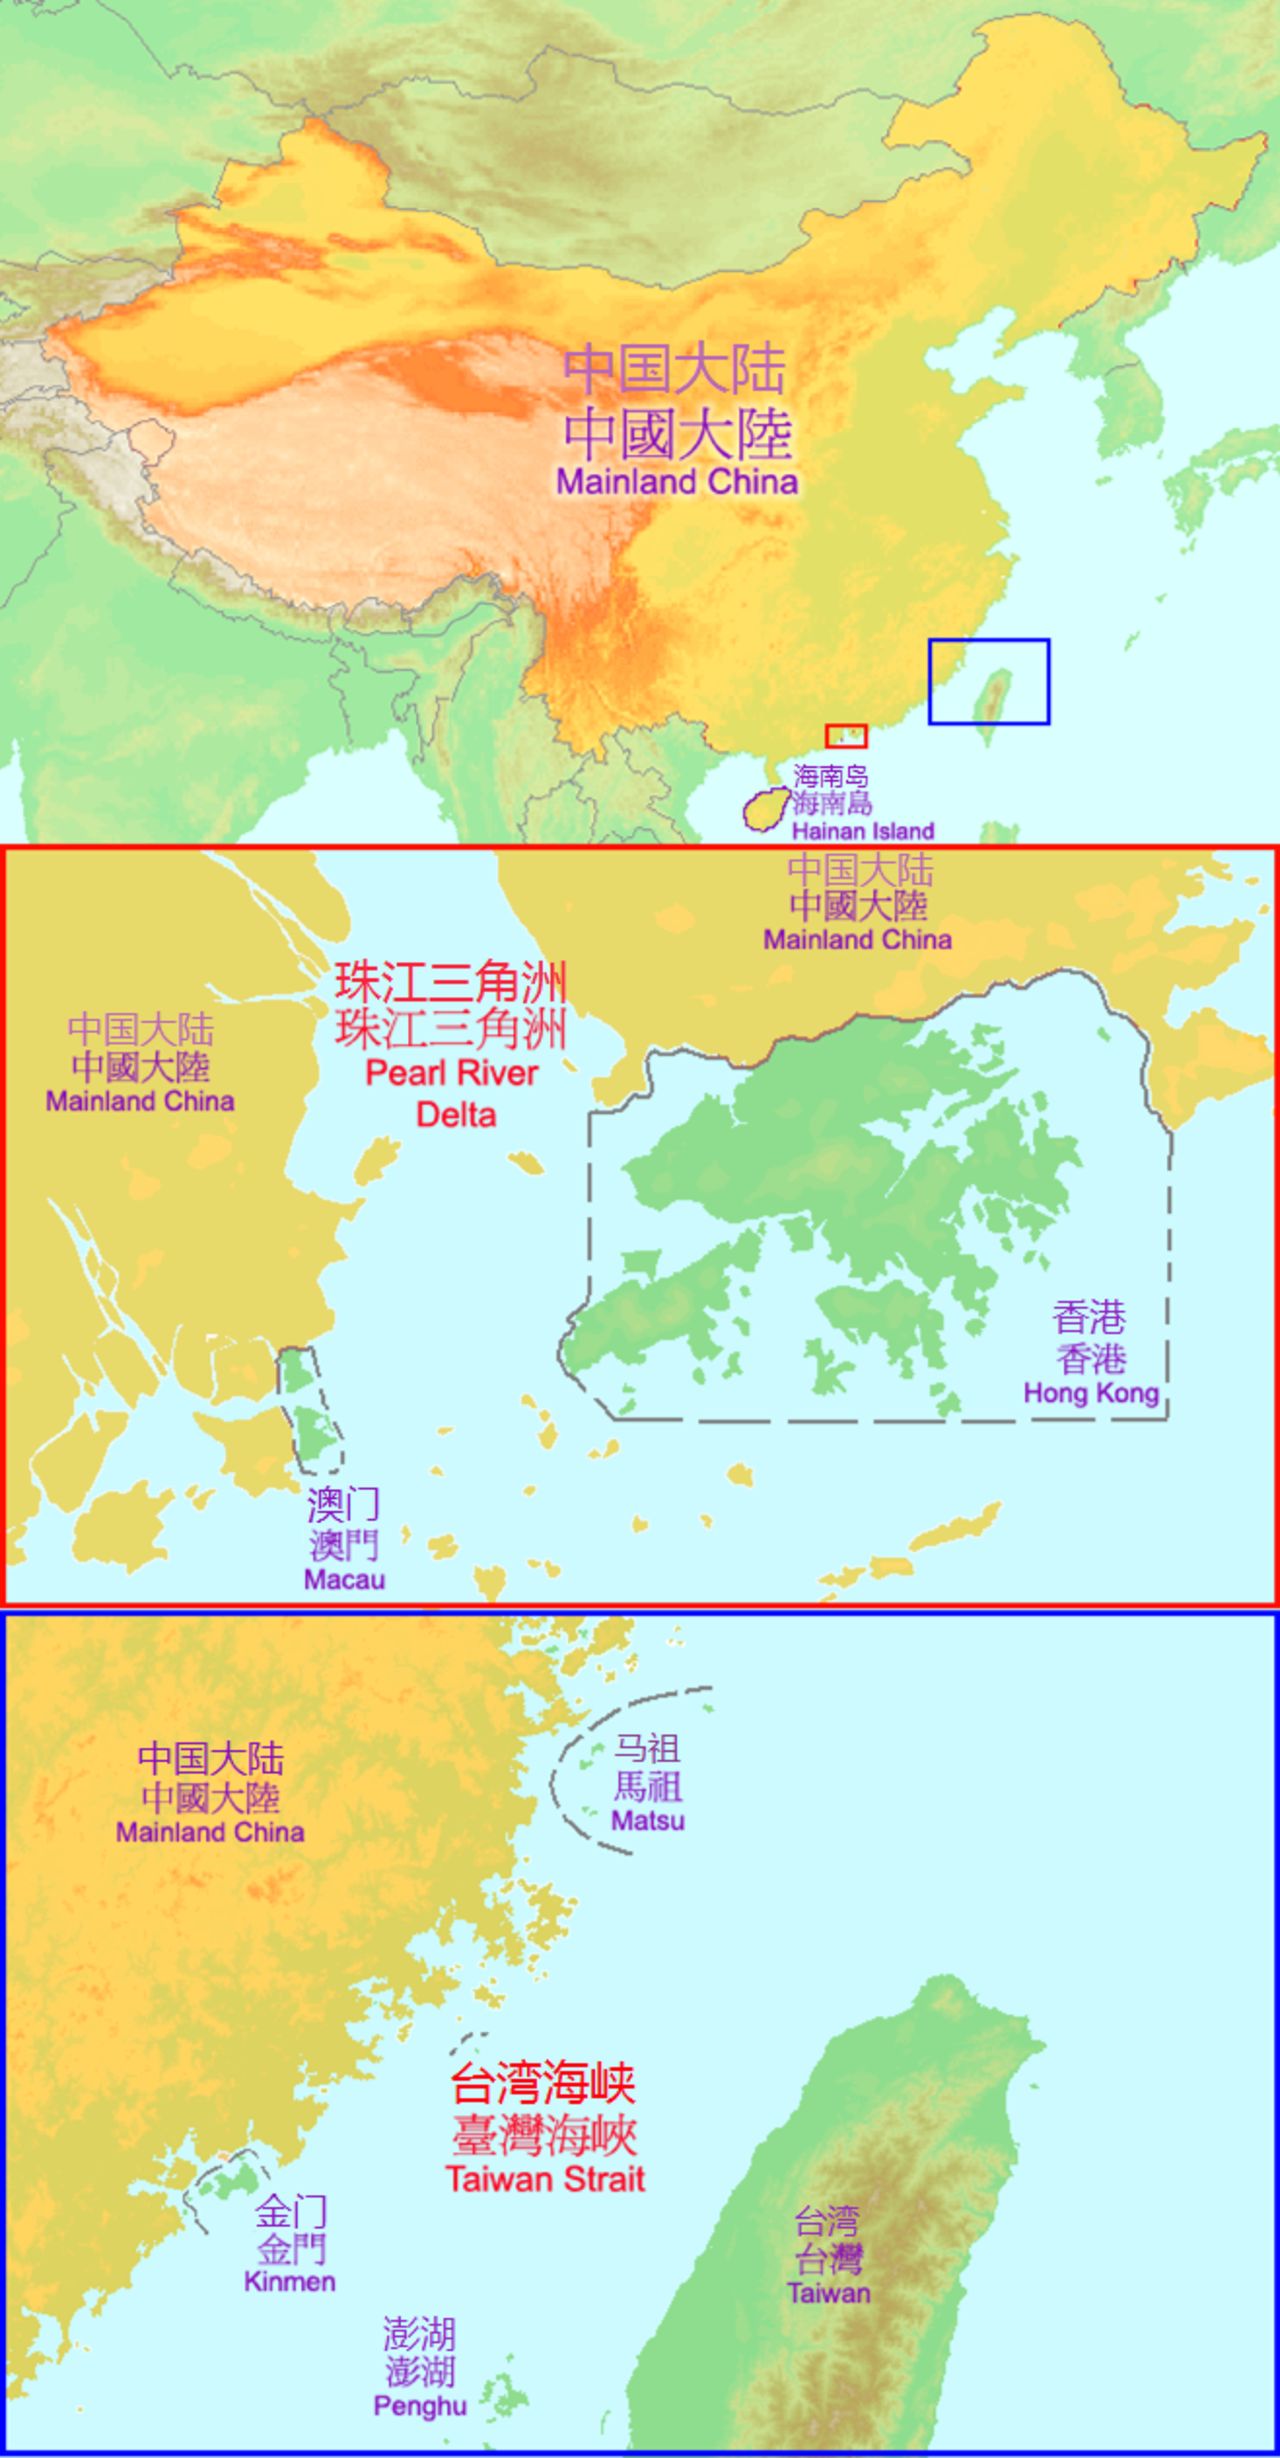 中国大陆
中國大陸
Mainland China
海南岛
海南島
Hainan Island
中国大陆
中國大陸
Mainland China
珠江三角洲
珠江三角洲
Pearl River
Delta
中国大陆
中國大陸
Mainland China
香港
香港
Hong Kong
澳门
澳門
Macau
中国大陆
中國大陸
Mainland China
马祖
馬祖
Matsu
台湾海峡
臺灣海峽
Taiwan Strait
金门
金門
Kinmen
台湾
台灣
Taiwan
澎湖
澎湖
Penghu